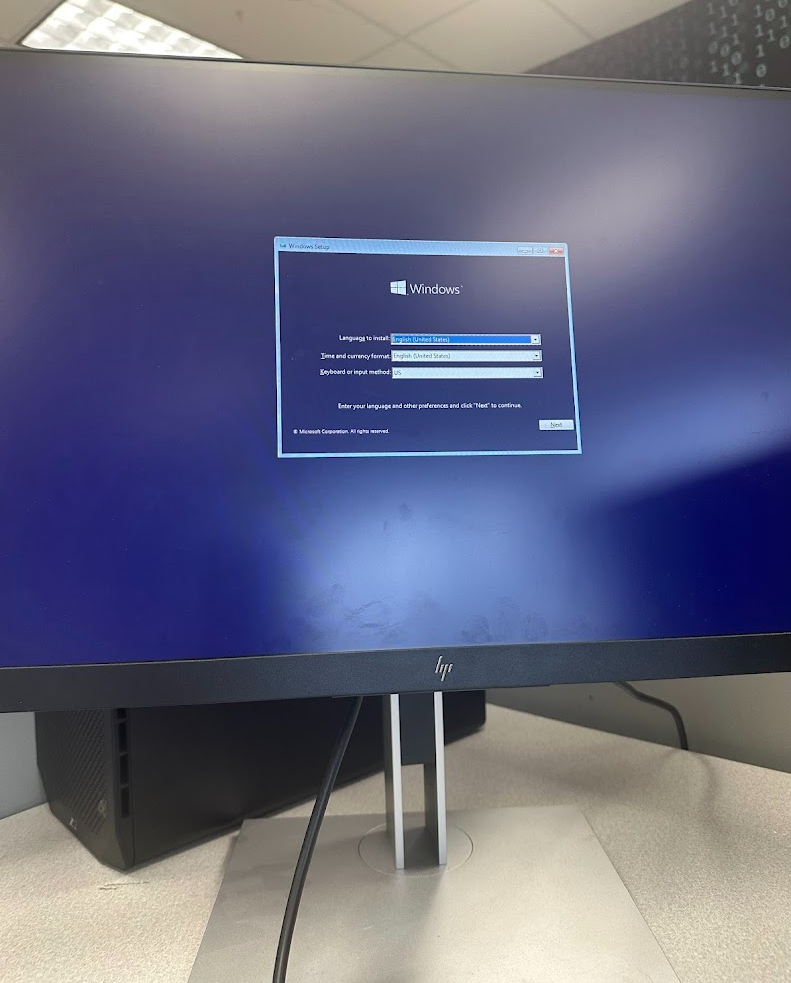 Windows Setup
Windows
Language to install: English (United States)
Time and currency format: English (United States)
Keyboard or input method: US
Enter your language and other preferences and click "Next" to continue.
© Microsoft Corporation. All rights reserved.
Next
hp